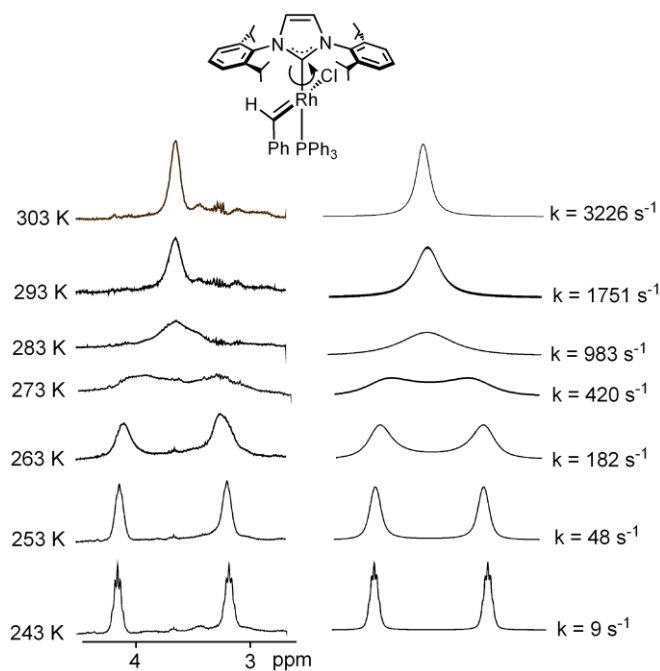 N N
Cl
Rh
H
Ph PPh3
303 K k = 3226 s-1
293 K k = 1751 s-1
283 K k = 983 s-1
273 K k = 420 s-1
263 K k = 182 s-1
253 K k = 48 s-1
243 K k = 9 s-1
4 3 ppm